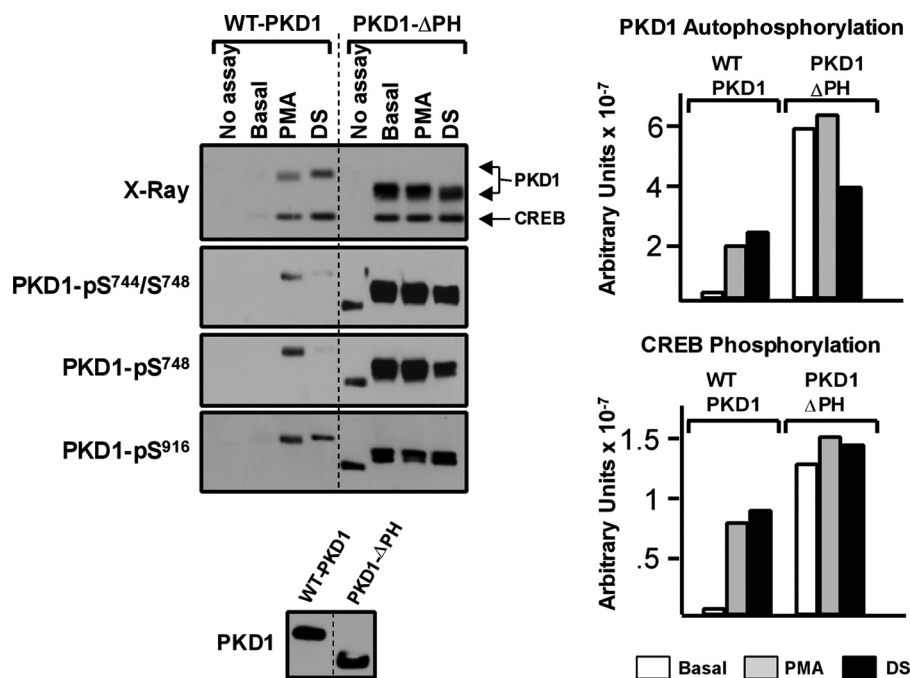 WT-PKD1 PKD1-ΔPH
No assay Basal PMA DS No assay Basal PMA DS
X-Ray
PKD1
CREB
PKD1-pS⁷⁴⁴/S⁷⁴⁸
PKD1-pS⁷⁴⁸
PKD1-pS⁹¹⁶
WT-PKD1 PKD1-ΔPH
PKD1
PKD1 Autophosphorylation
WT PKD1
PKD1 ΔPH
Arbitrary Units x 10⁻⁷
6
4
2
CREB Phosphorylation
WT PKD1
PKD1 ΔPH
Arbitrary Units x 10⁻⁷
1.5
1
.5
Basal PMA DS